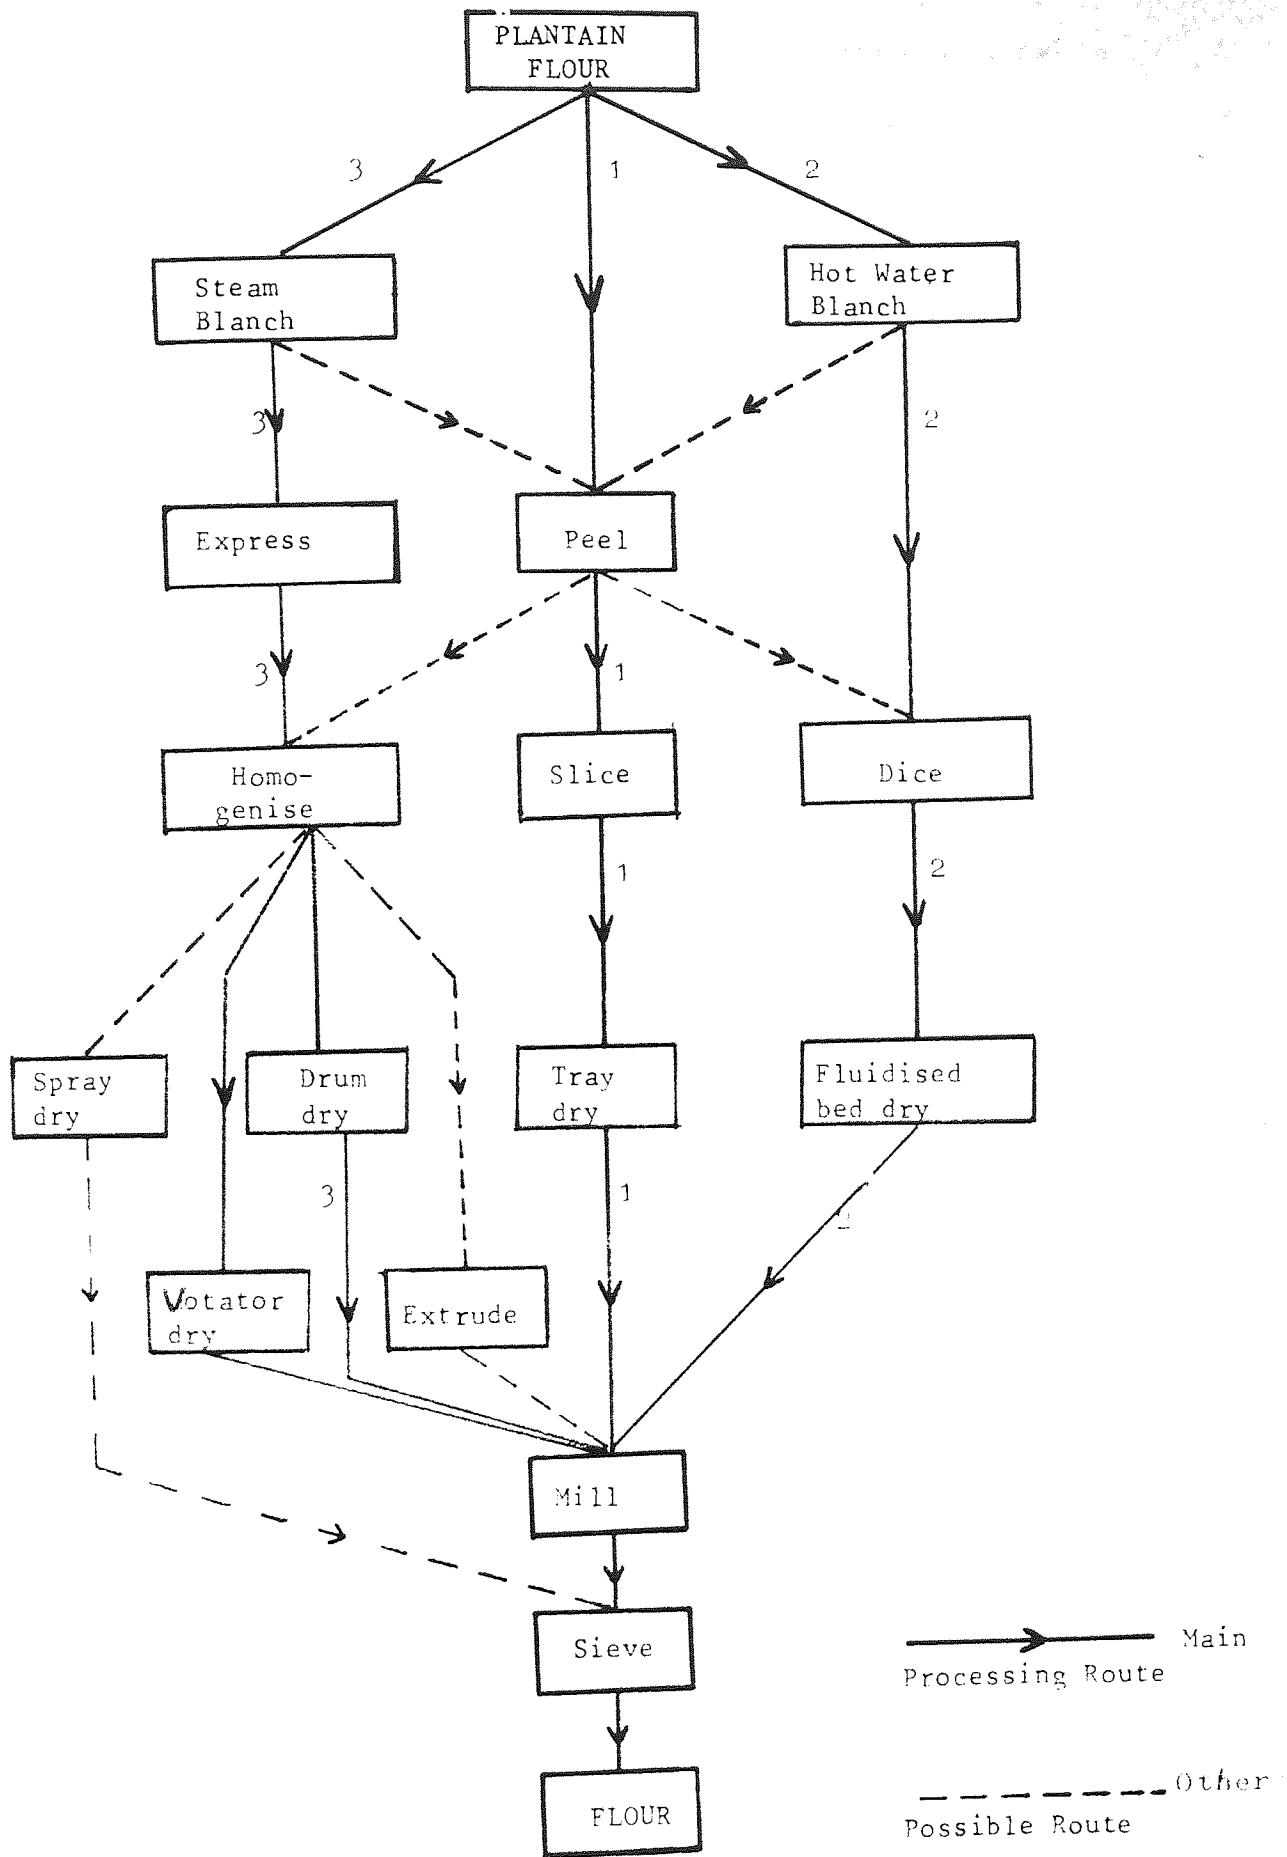 PLANTAIN
FLOUR
3
1
2
Steam
Blanch
Hot Water
Blanch
3
2
Express
Peel
3
1
Homo-
genise
Slice
Dice
1
2
Spray
dry
Drum
dry
Tray
dry
Fluidised
bed dry
3
1
2
Votator
dry
Extrude
Mill
Sieve
Main
Processing Route
FLOUR
Other
Possible Route